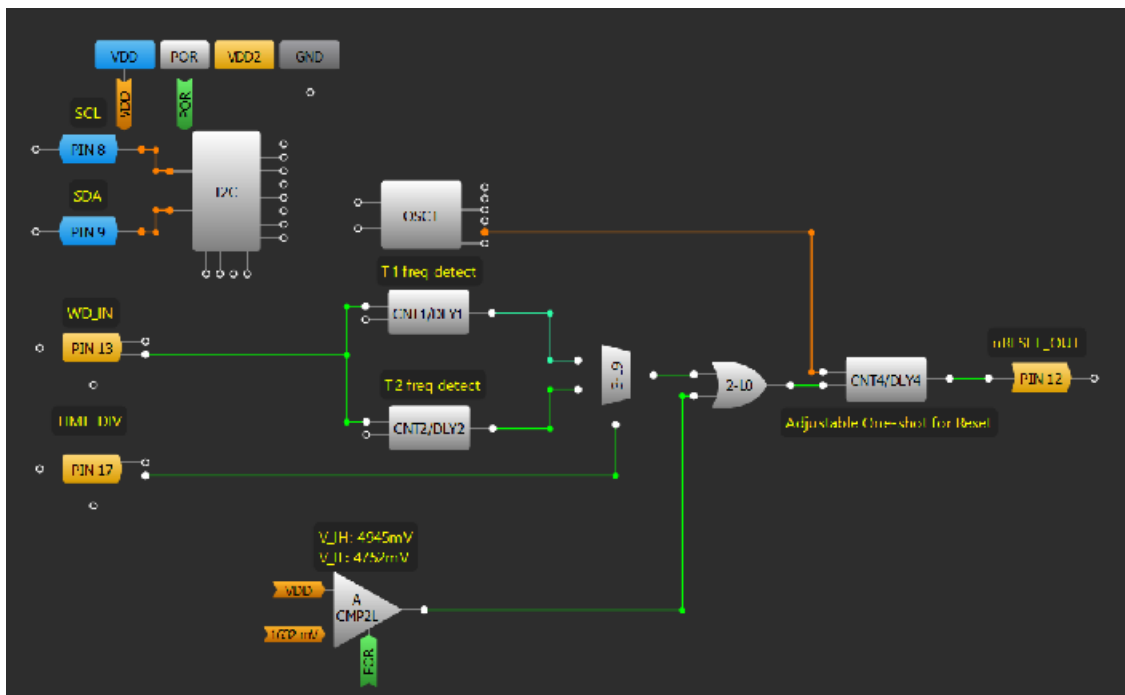 VDD POR VDD2 GND
VDD POR
SCL
PIN 8
I2C
SDA
PIN 9
OSC1
T1 freq detect
CNT1/DLY1
WD_IN
PIN 13
nRESET_OUT
PIN 12
T2 freq detect
CNT2/DLY2
2-L0
CNT4/DLY4
Adjustable One-shot for Reset
PIN 17
V_IH: 4945mV
V_IL: 4752mV
VDD
A
CMP2L
POR